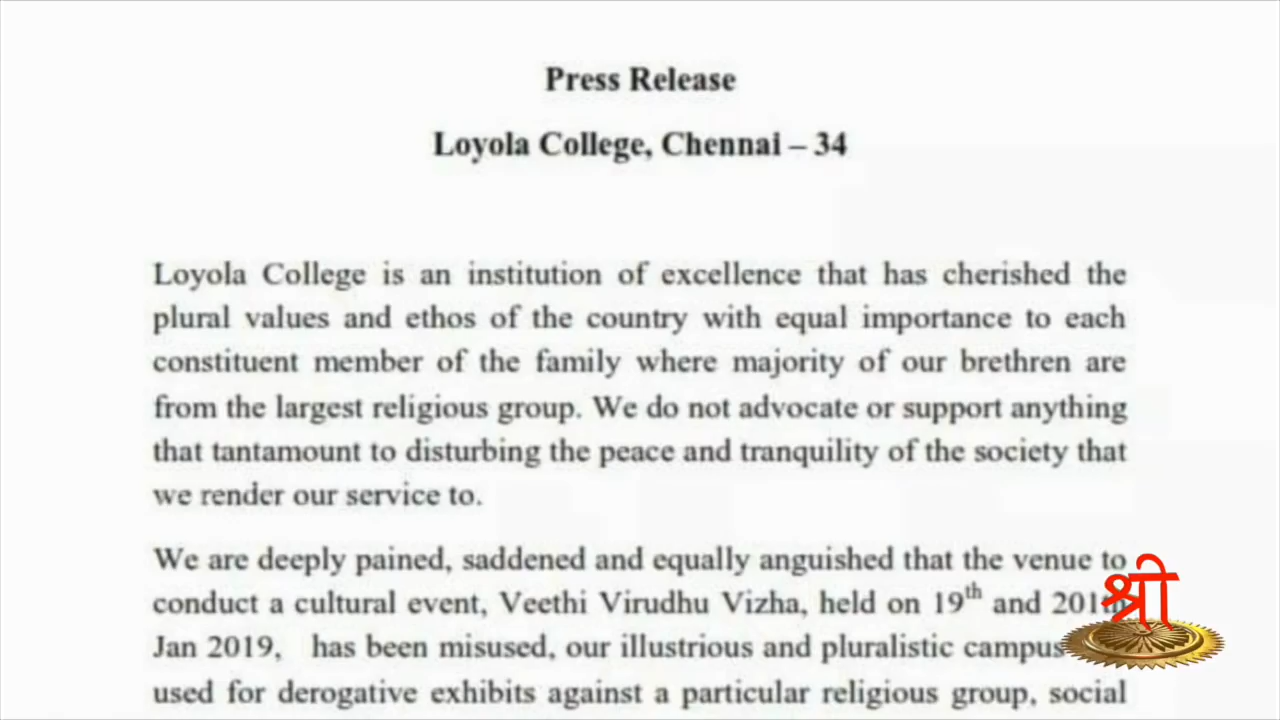 Press Release
Loyola College, Chennai – 34
Loyola College is an institution of excellence that has cherished the
plural values and ethos of the country with equal importance to each
constituent member of the family where majority of our brethren are
from the largest religious group. We do not advocate or support anything
that tantamount to disturbing the peace and tranquility of the society that
we render our service to.
We are deeply pained, saddened and equally anguished that the venue to
conduct a cultural event, Veethi Virudhu Vizha, held on 19th and 201th
Jan 2019, has been misused, our illustrious and pluralistic campus
used for derogative exhibits against a particular religious group, social
श्री